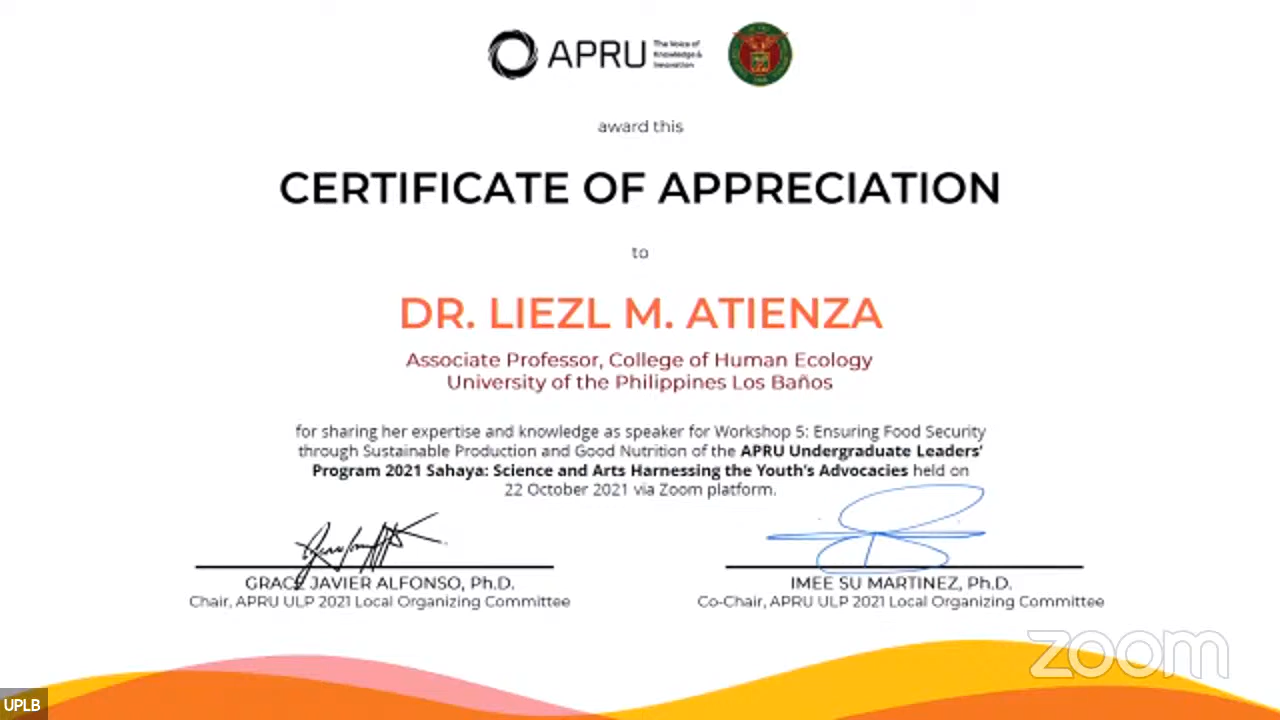 APRU The Voice of
Knowledge &
Innovation
award this
CERTIFICATE OF APPRECIATION
to
DR. LIEZL M. ATIENZA
Associate Professor, College of Human Ecology
University of the Philippines Los Baños
for sharing her expertise and knowledge as speaker for Workshop 5: Ensuring Food Security
through Sustainable Production and Good Nutrition of the APRU Undergraduate Leaders'
Program 2021 Sahaya: Science and Arts Harnessing the Youth's Advocacies held on
22 October 2021 via Zoom platform.
GRACE JAVIER ALFONSO, Ph.D.
Chair, APRU ULP 2021 Local Organizing Committee
IMEE SU MARTINEZ, Ph.D.
Co-Chair, APRU ULP 2021 Local Organizing Committee
zoom
UPLB